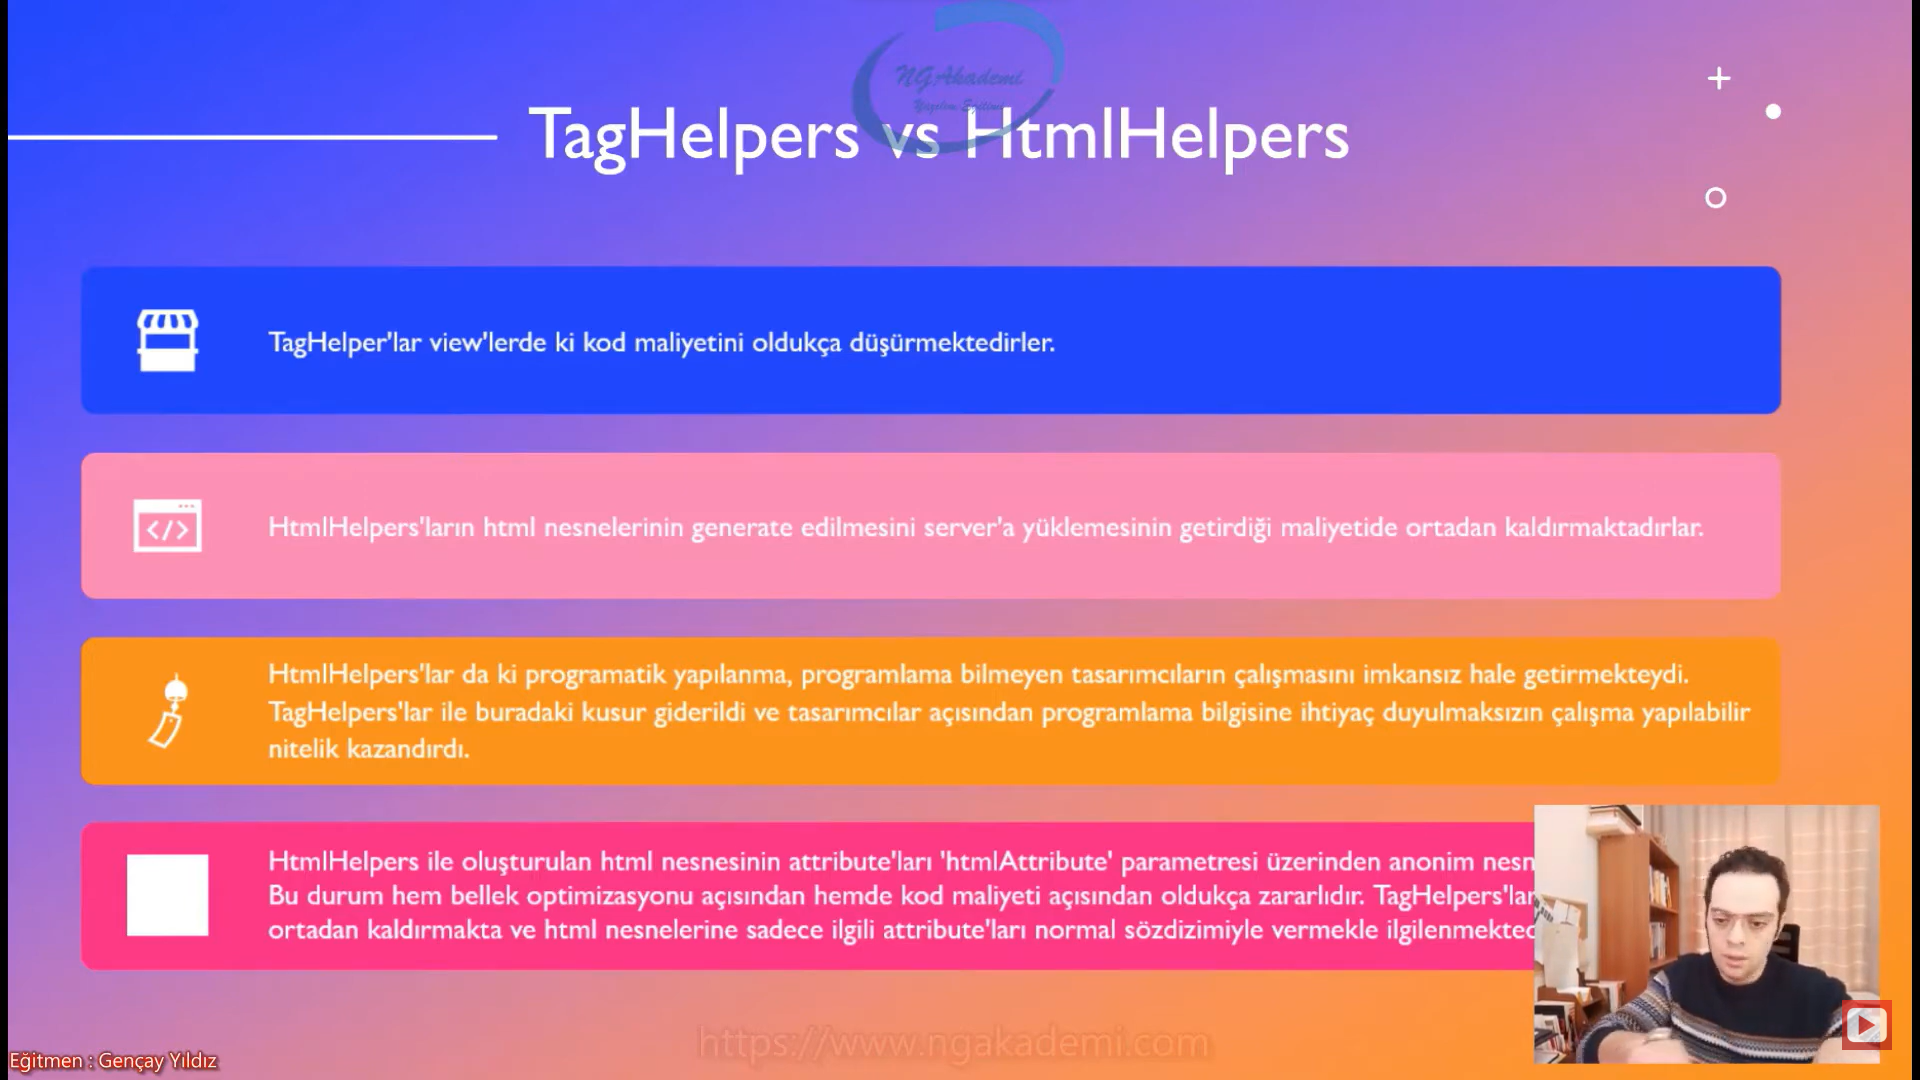 NGAkademi
Yazılım Eğitimi
TagHelpers vs HtmlHelpers
TagHelper'lar view'lerde ki kod maliyetini oldukça düşürmektedirler.
</>
HtmlHelpers'ların html nesnelerinin generate edilmesini server'a yüklemesinin getirdiği maliyetide ortadan kaldırmaktadırlar.
HtmlHelpers'lar da ki programatik yapılanma, programlama bilmeyen tasarımcıların çalışmasını imkansız hale getirmekteydi.
TagHelpers'lar ile buradaki kusur giderildi ve tasarımcılar açısından programlama bilgisine ihtiyaç duyulmaksızın çalışma yapılabilir
nitelik kazandırdı.
HtmlHelpers ile oluşturulan html nesnesinin attribute'ları 'htmlAttribute' parametresi üzerinden anonim
Bu durum hem bellek optimizasyonu açısından hemde kod maliyeti açısından oldukça zararlıdır. TagHelpers'lar
ortadan kaldırmakta ve html nesnelerine sadece ilgili attribute'ları normal sözdizimiyle vermekle
https://www.ngakademi.com
Eğitmen : Gençay Yıldız